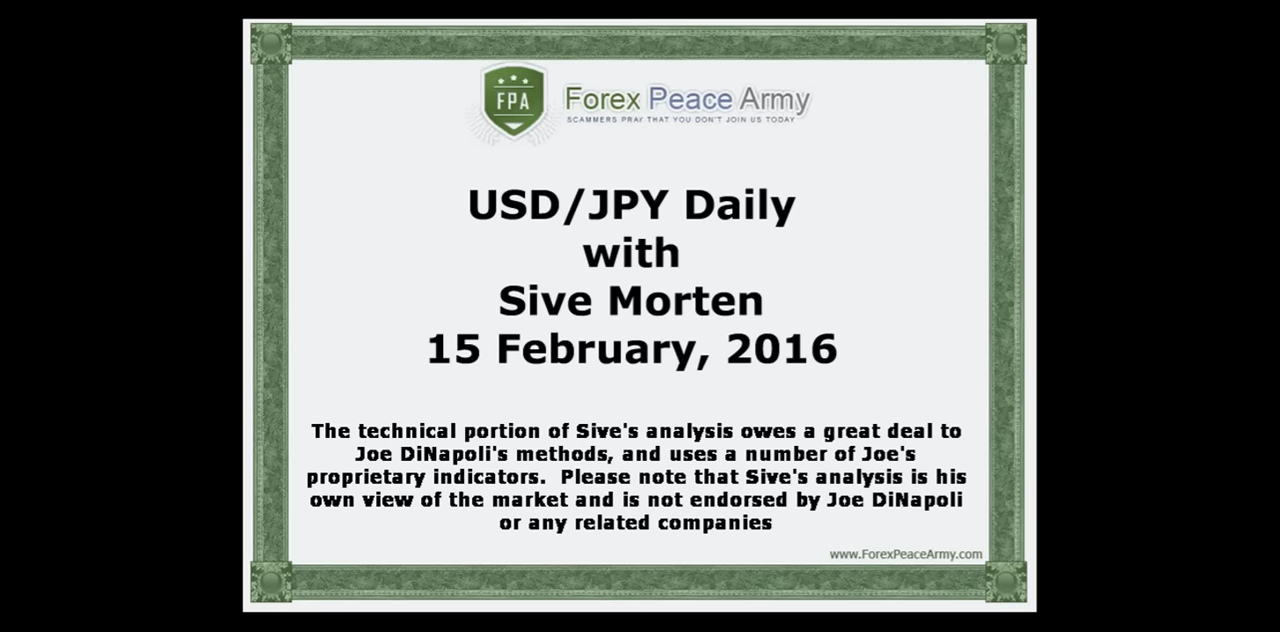 FPA
Forex Peace Army
SCAMMERS PRAY THAT YOU DON'T JOIN US TODAY
USD/JPY Daily
with
Sive Morten
15 February, 2016
The technical portion of Sive's analysis owes a great deal to
Joe DiNapoli's methods, and uses a number of Joe's
proprietary indicators.  Please note that Sive's analysis is his
own view of the market and is not endorsed by Joe DiNapoli
or any related companies
www.ForexPeaceArmy.com